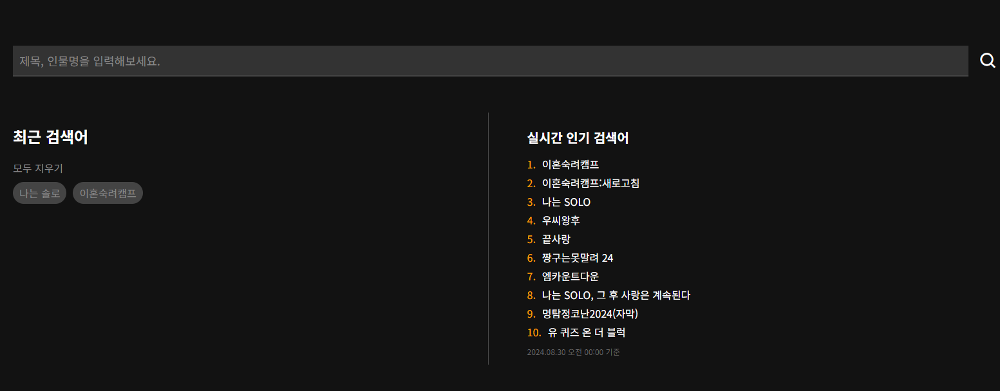 제목, 인물명을 입력해보세요.
최근 검색어
모두 지우기
나는 솔로 이혼숙려캠프
실시간 인기 검색어
1. 이혼숙려캠프
2. 이혼숙려캠프:새로고침
3. 나는 SOLO
4. 우씨왕후
5. 끝사랑
6. 짱구는못말려 24
7. 엠카운트다운
8. 나는 SOLO, 그 후 사랑은 계속된다
9. 명탐정코난2024(자막)
10. 유 퀴즈 온 더 블럭
2024.08.30 오전 00:00 기준